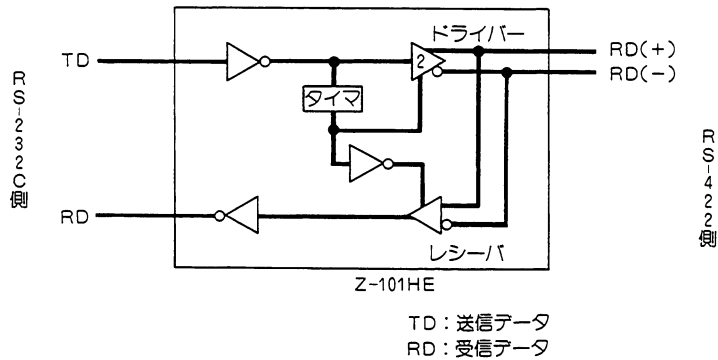 ドライバー
TD
2
RD(+)
RD(−)
タイマ
RS-232C側
RS-422側
RD
レシーバ
Z-101HE
TD：送信データ
RD：受信データ